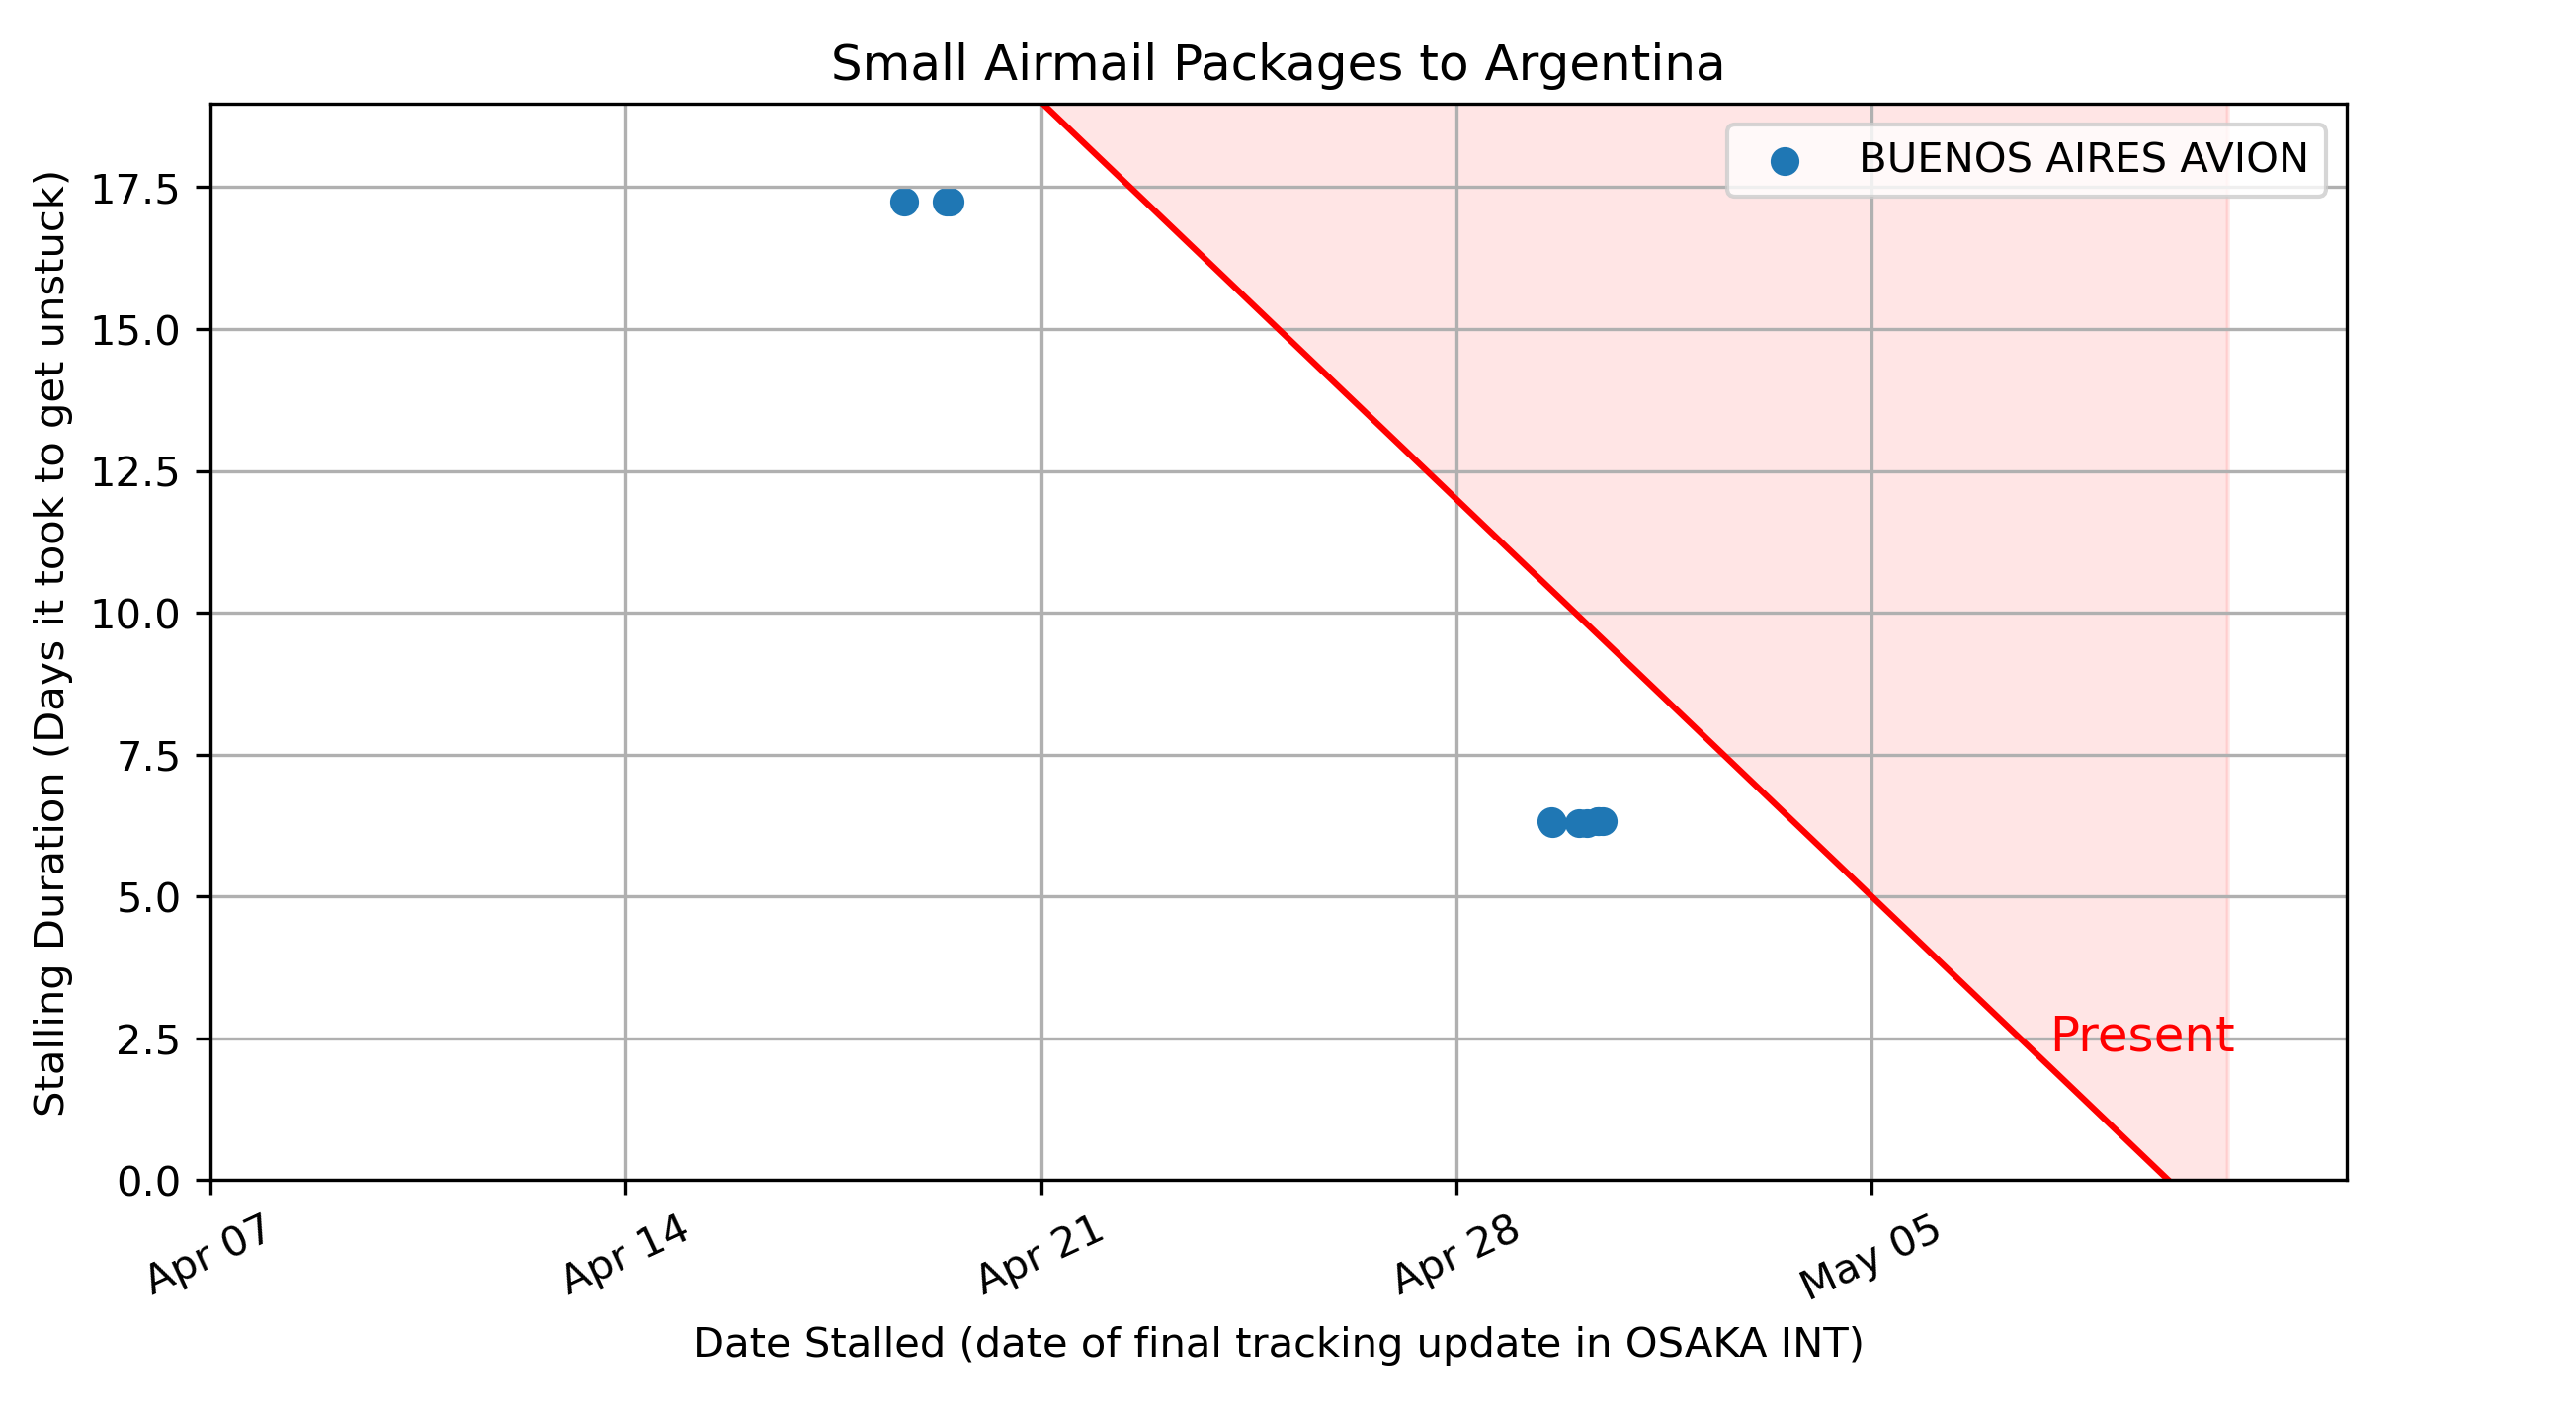 Small Airmail Packages to Argentina
BUENOS AIRES AVION
Stalling Duration (Days it took to get unstuck)
17.5
15.0
12.5
10.0
7.5
5.0
2.5
0.0
Present
Apr 07
Apr 14
Apr 21
Apr 28
May 05
Date Stalled (date of final tracking update in OSAKA INT)